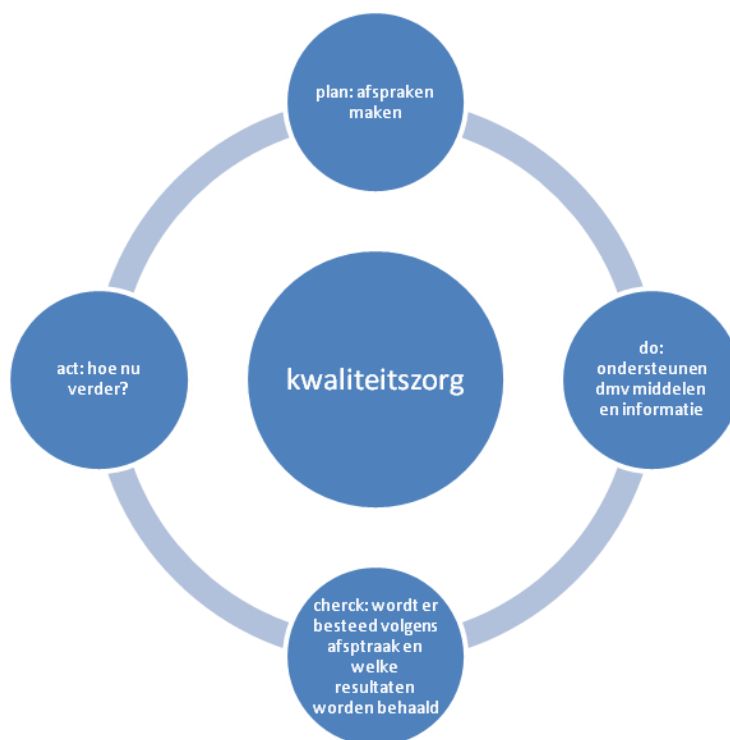 plan: afspraken
maken
do:
ondersteunen
dmv middelen
en informatie
cherck: wordt er
besteed volgens
afsptraak en
welke
resultaten
worden behaald
act: hoe nu
verder?
kwaliteitszorg